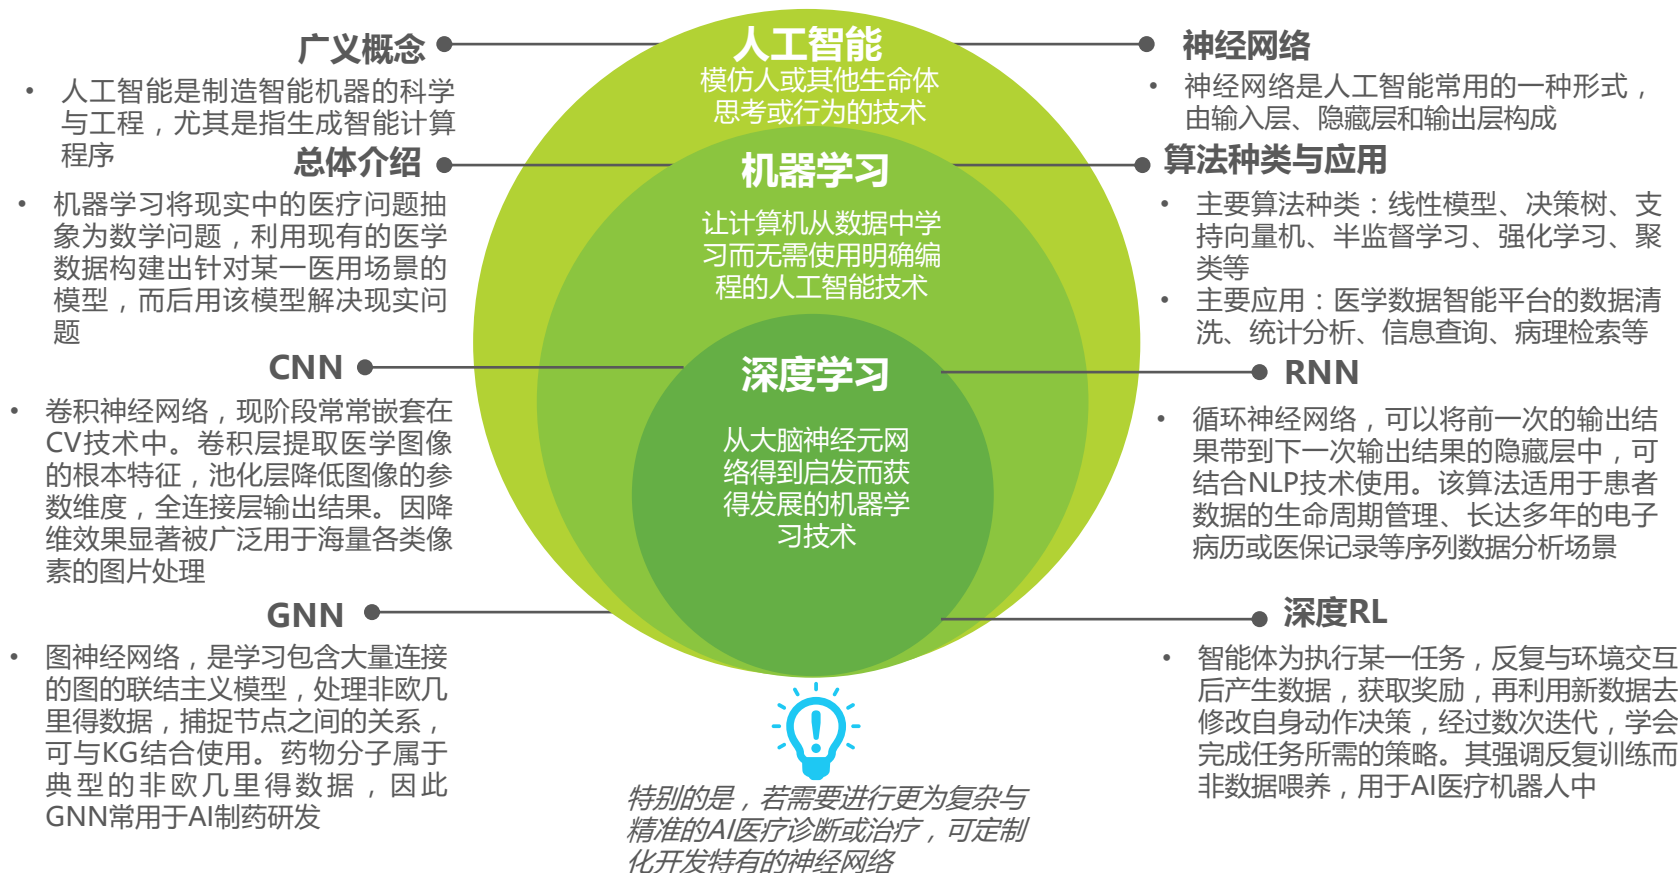 广义概念
• 人工智能是制造智能机器的科学
与工程，尤其是指生成智能计算
程序
总体介绍
• 机器学习将现实中的医疗问题抽
象为数学问题，利用现有的医学
数据构建出针对某一医用场景的
模型，而后用该模型解决现实问
题
CNN
• 卷积神经网络，现阶段常常嵌套在
CV技术中。卷积层提取医学图像
的根本特征，池化层降低图像的参
数维度，全连接层输出结果。因降
维效果显著被广泛用于海量各类像
素的图片处理
GNN
• 图神经网络，是学习包含大量连接
的图的联结主义模型，处理非欧几
里得数据，捕捉节点之间的关系，
可与KG结合使用。药物分子属于
典型的非欧几里得数据，因此
GNN常用于AI制药研发
人工智能
模仿人或其他生命体
思考或行为的技术
机器学习
让计算机从数据中学
习而无需使用明确编
程的人工智能技术
深度学习
从大脑神经元网
络得到启发而获
得发展的机器学
习技术
特别的是，若需要进行更为复杂与
精准的AI医疗诊断或治疗，可定制
化开发特有的神经网络
神经网络
• 神经网络是人工智能常用的一种形式，
由输入层、隐藏层和输出层构成
算法种类与应用
• 主要算法种类：线性模型、决策树、支
持向量机、半监督学习、强化学习、聚
类等
• 主要应用：医学数据智能平台的数据清
洗、统计分析、信息查询、病理检索等
RNN
• 循环神经网络，可以将前一次的输出结
果带到下一次输出结果的隐藏层中，可
结合NLP技术使用。该算法适用于患者
数据的生命周期管理、长达多年的电子
病历或医保记录等序列数据分析场景
深度RL
• 智能体为执行某一任务，反复与环境交互
后产生数据，获取奖励，再利用新数据去
修改自身动作决策，经过数次迭代，学会
完成任务所需的策略。其强调反复训练而
非数据喂养，用于AI医疗机器人中